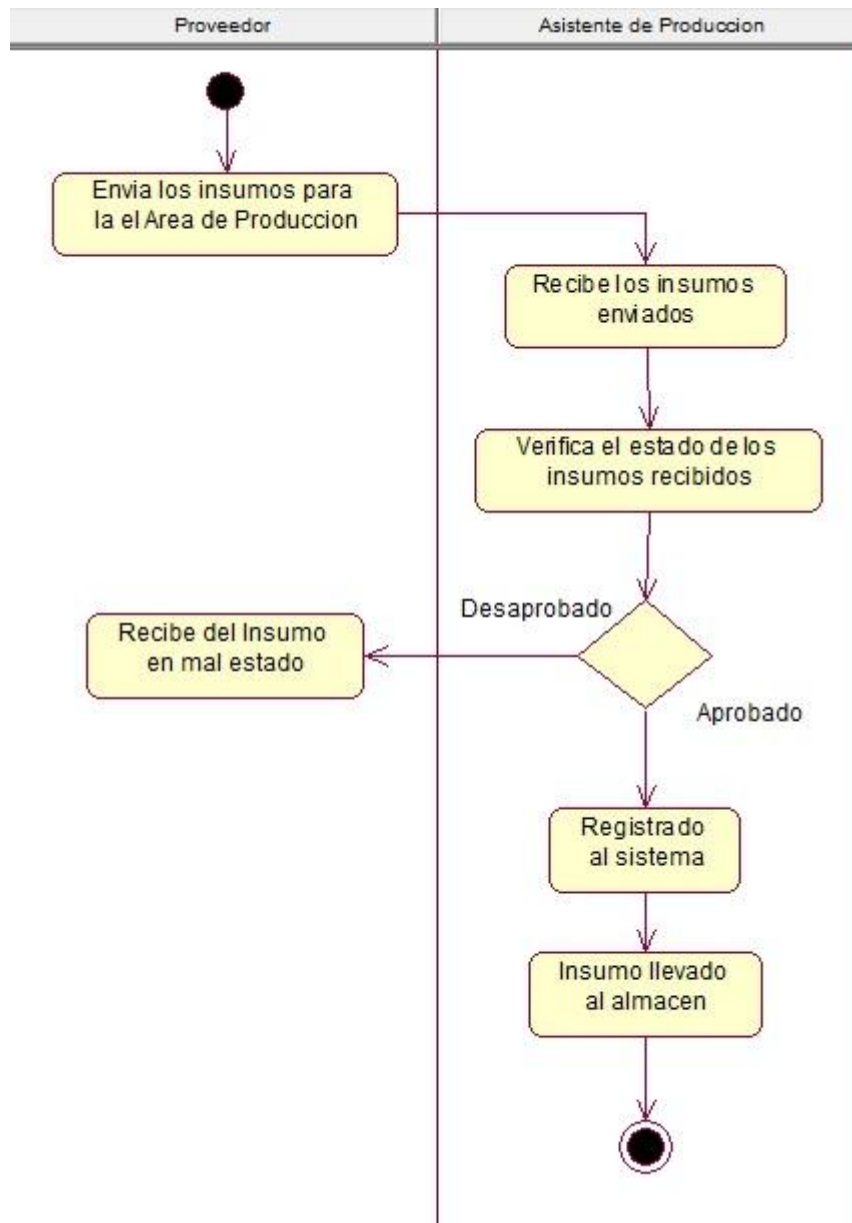 Proveedor
Asistente de Produccion
Envia los insumos para
la el Area de Produccion
Recibe los insumos
enviados
Verifica el estado de los
insumos recibidos
Desaprobado
Recibe del Insumo
en mal estado
Aprobado
Registrado
al sistema
Insumo llevado
al almacen